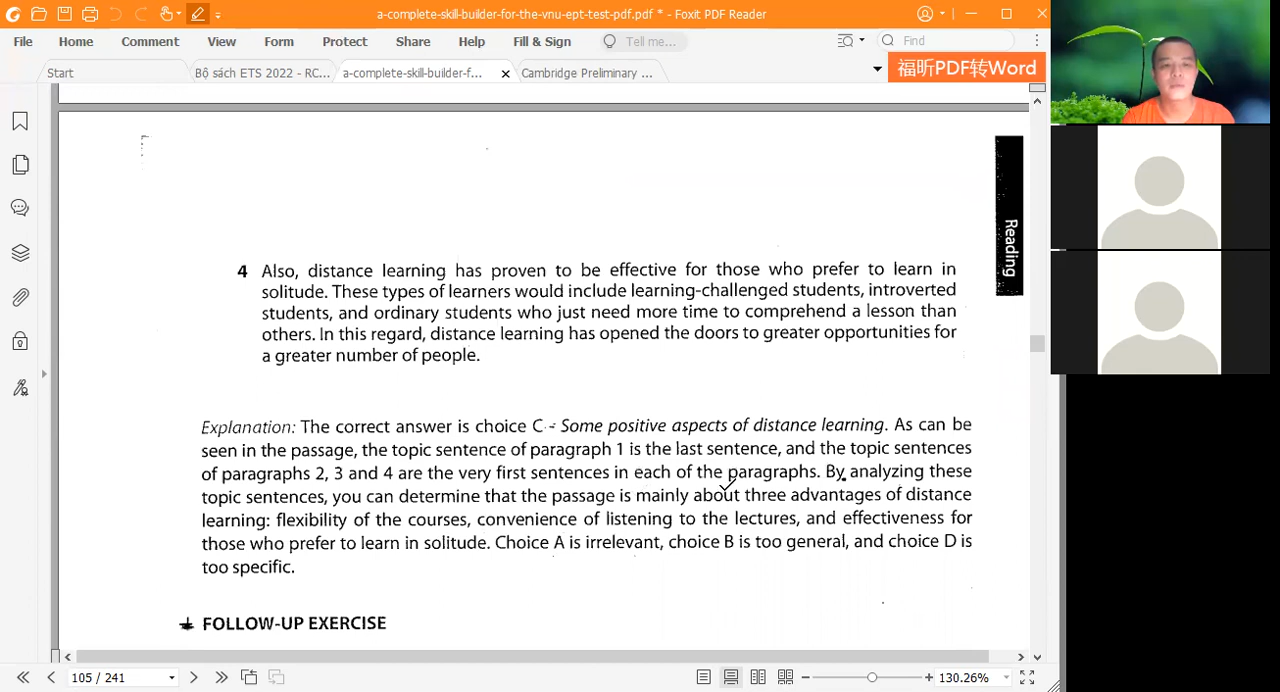 a-complete-skill-builder-for-the-vnu-ept-test-pdf.pdf * - Foxit PDF Reader
File Home Comment View Form Protect Share Help Fill & Sign Tell me... Find
Start Bộ sách ETS 2022 - RC... a-complete-skill-builder-f... Cambridge Preliminary ... 福昕PDF转Word
Reading
4 Also, distance learning has proven to be effective for those who prefer to learn in
solitude. These types of learners would include learning-challenged students, introverted
students, and ordinary students who just need more time to comprehend a lesson than
others. In this regard, distance learning has opened the doors to greater opportunities for
a greater number of people.
Explanation: The correct answer is choice C - Some positive aspects of distance learning. As can be
seen in the passage, the topic sentence of paragraph 1 is the last sentence, and the topic sentences
of paragraphs 2, 3 and 4 are the very first sentences in each of the paragraphs. By analyzing these
topic sentences, you can determine that the passage is mainly about three advantages of distance
learning: flexibility of the courses, convenience of listening to the lectures, and effectiveness for
those who prefer to learn in solitude. Choice A is irrelevant, choice B is too general, and choice D is
too specific.
FOLLOW-UP EXERCISE
105 / 241 130.26%